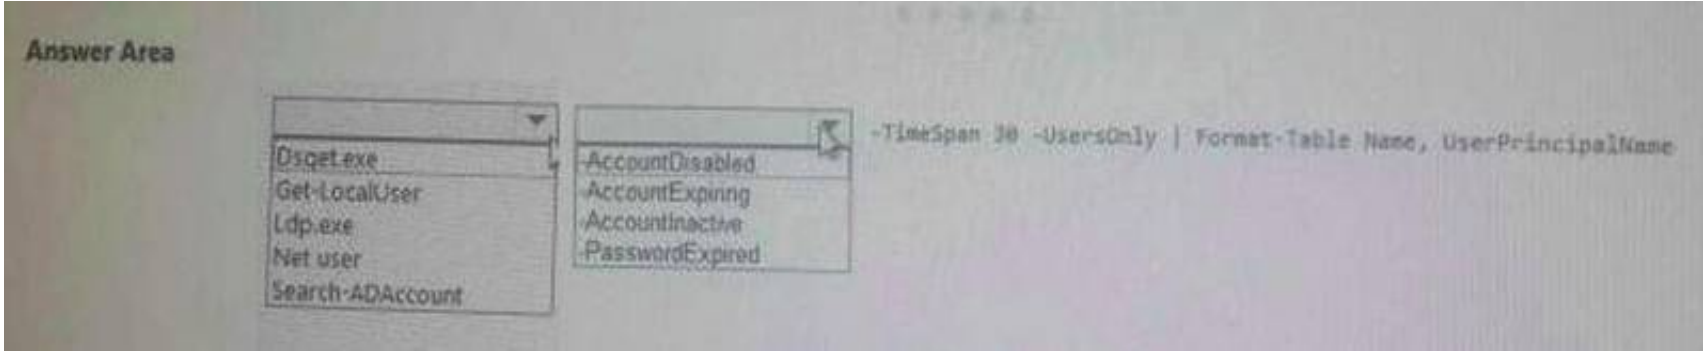 Answer Area
-TimeSpan 30 -UsersOnly | Format-Table Name, UserPrincipalName
Dsqet.exe
Get-LocalUser
Ldp.exe
Net user
Search-ADAccount
-AccountDisabled
-AccountExpiring
-AccountInactive
-PasswordExpired